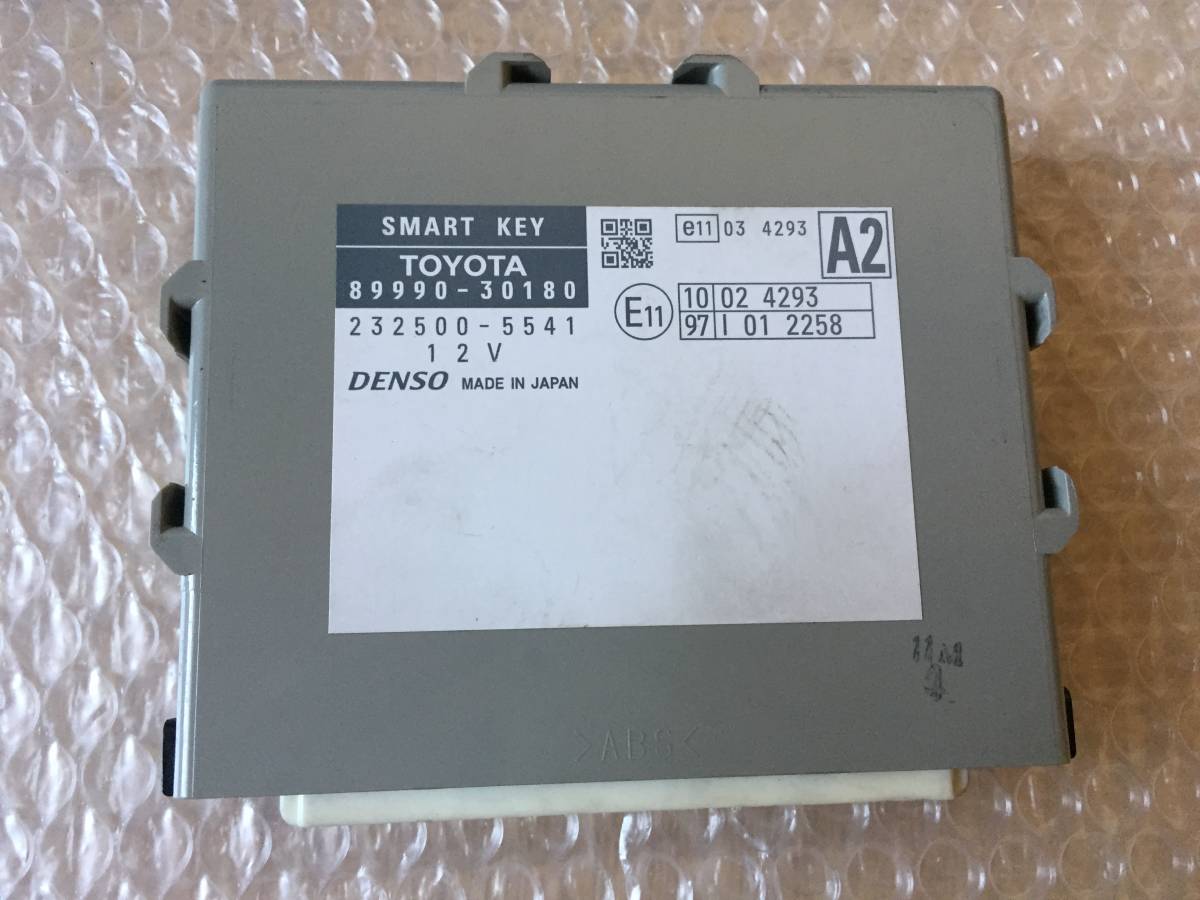 SMART KEY
TOYOTA
89990-30180
232500-5541
12V
DENSO MADE IN JAPAN
e11 03 4293
A2
E11
10 02 4293
97 I 01 2258
11M
>ABS<